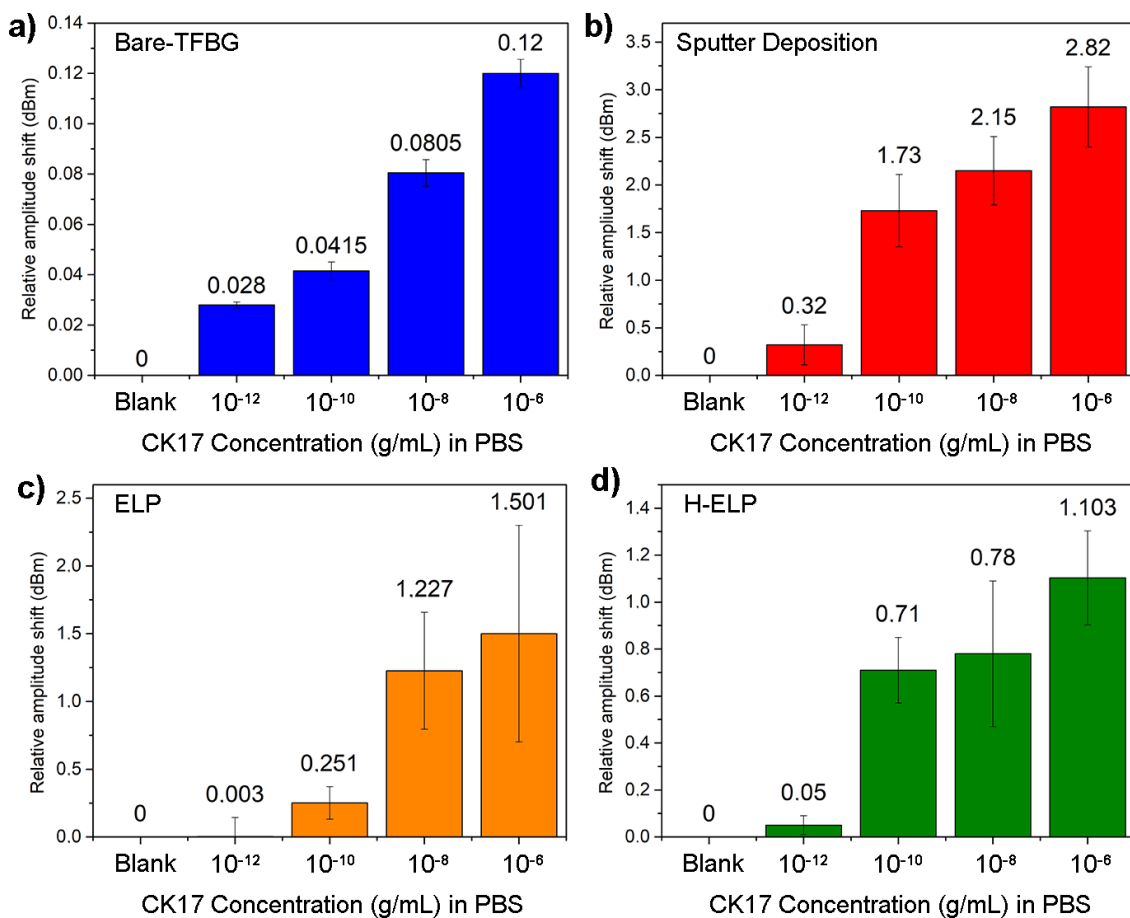 a)
Bare-TFBG
Relative amplitude shift (dBm)
0.14
0.12
0.10
0.08
0.06
0.04
0.02
0.00
0
0.028
0.0415
0.0805
0.12
Blank 10⁻¹² 10⁻¹⁰ 10⁻⁸ 10⁻⁶
CK17 Concentration (g/mL) in PBS
b)
Sputter Deposition
Relative ampliude shift (dBm)
3.5
3.0
2.5
2.0
1.5
1.0
0.5
0.0
0
0.32
1.73
2.15
2.82
Blank 10⁻¹² 10⁻¹⁰ 10⁻⁸ 10⁻⁶
CK17 Concentration (g/mL) in PBS
c)
ELP
Relative amplitude shift (dBm)
2.5
2.0
1.5
1.0
0.5
0.0
0
0.003
0.251
1.227
1.501
Blank 10⁻¹² 10⁻¹⁰ 10⁻⁸ 10⁻⁶
CK17 Concentration (g/mL) in PBS
d)
H-ELP
Relative amplitude shift (dBm)
1.4
1.2
1.0
0.8
0.6
0.4
0.2
0.0
0
0.05
0.71
0.78
1.103
Blank 10⁻¹² 10⁻¹⁰ 10⁻⁸ 10⁻⁶
CK17 Concentration (g/mL) in PBS